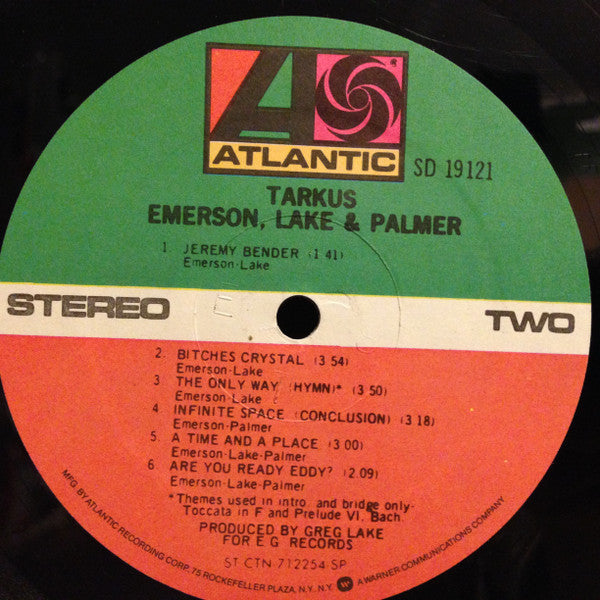 ATLANTIC
SD 19121
TARKUS
EMERSON, LAKE & PALMER
1. JEREMY BENDER (1 41)
Emerson-Lake
STEREO
TWO
2. BITCHES CRYSTAL (3 54)
Emerson-Lake
3 THE ONLY WAY (HYMN)* (3 50)
Emerson-Lake
4. INFINITE SPACE (CONCLUSION) (3 18)
Emerson-Palmer
5. A TIME AND A PLACE (3 00)
Emerson-Lake-Palmer
6. ARE YOU READY EDDY? (2.09)
Emerson-Lake-Palmer
*Themes used in intro. and bridge only-
Toccata in F and Prelude VI, Bach.
PRODUCED BY GREG LAKE
FOR E G RECORDS
ST CTN 712254 SP
MFG. BY ATLANTIC RECORDING CORP. 75 ROCKEFELLER PLAZA, N.Y. N.Y. W A WARNER COMMUNICATIONS COMPANY